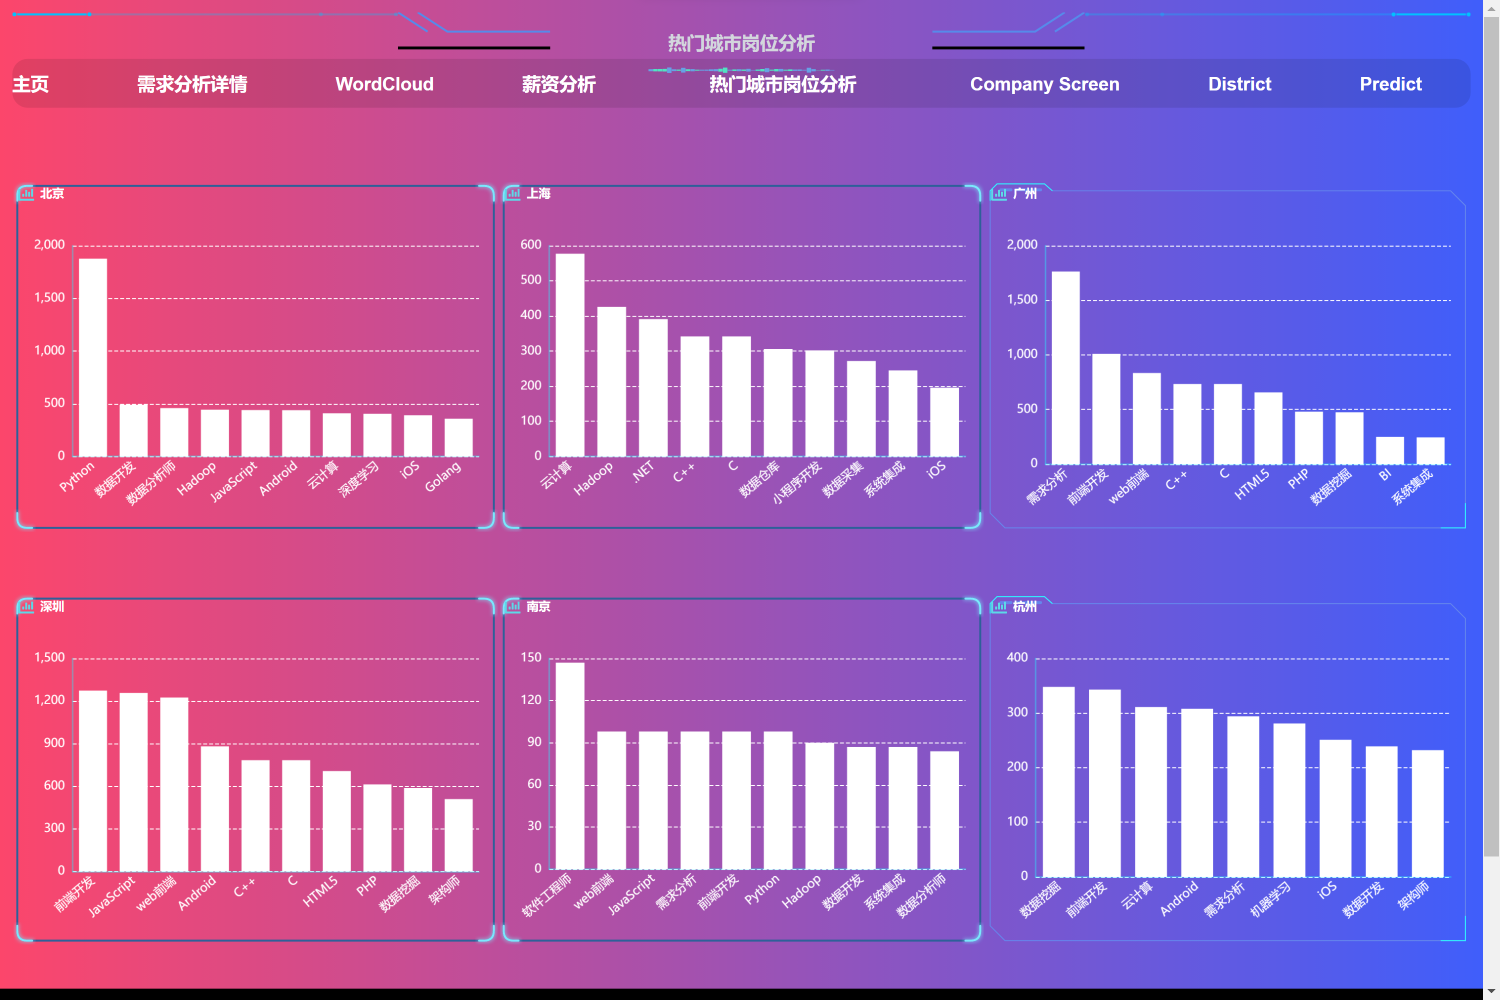 热门城市岗位分析
主页 需求分析详情 WordCloud 薪资分析 热门城市岗位分析 Company Screen District Predict
北京
2,000
1,500
1,000
500
0
Python 数据开发 数据分析师 Hadoop JavaScript Android 云计算 深度学习 iOS Golang
上海
600
500
400
300
200
100
0
云计算 Hadoop .NET C++ C 数据仓库 小程序开发 数据采集 系统集成 iOS
广州
2,000
1,500
1,000
500
0
需求分析 前端开发 web前端 C++ C HTML5 PHP 数据挖掘 BI 系统集成
深圳
1,500
1,200
900
600
300
0
前端开发 JavaScript web前端 Android C++ C HTML5 PHP 数据挖掘 架构师
南京
150
120
90
60
30
0
软件工程师 web前端 JavaScript 需求分析 前端开发 Python Hadoop 数据开发 系统集成 数据分析师
杭州
400
300
200
100
0
数据挖掘 前端开发 云计算 Android 需求分析 机器学习 iOS 数据开发 架构师